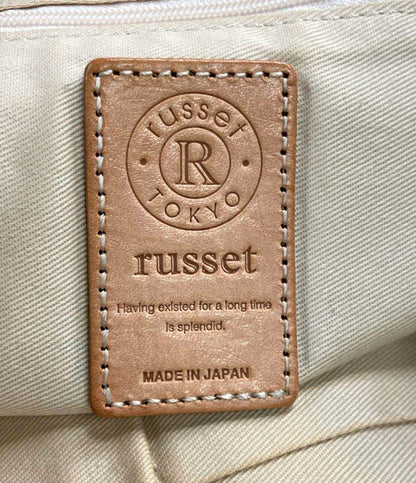 russet
R
TOKYO
russet
Having existed for a long time
is splendid.
MADE IN JAPAN